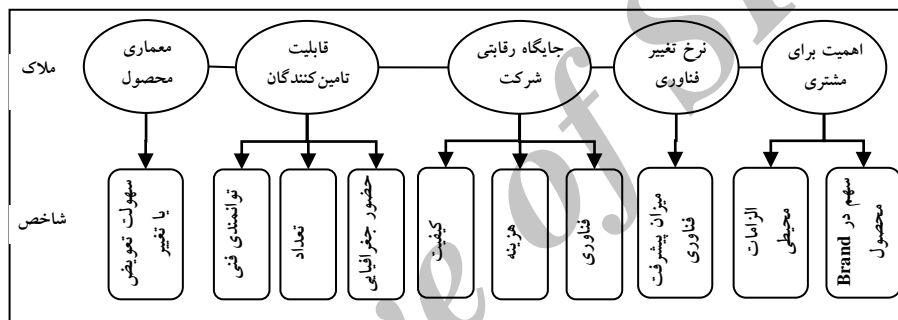 ملاک
اهمیت برای
مشتری
نرخ تغییر
فناوری
جایگاه رقابتی
شرکت
قابلیت
تامین‌کنندگان
معماری
محصول
شاخص
سهم در Brand
محصول
الزامات
محیطی
میزان پیشرفت
فناوری
فناوری
هزینه
کیفیت
حضور جغرافیایی
تعداد
توانمندی فنی
سهولت تعویض
یا تغییر